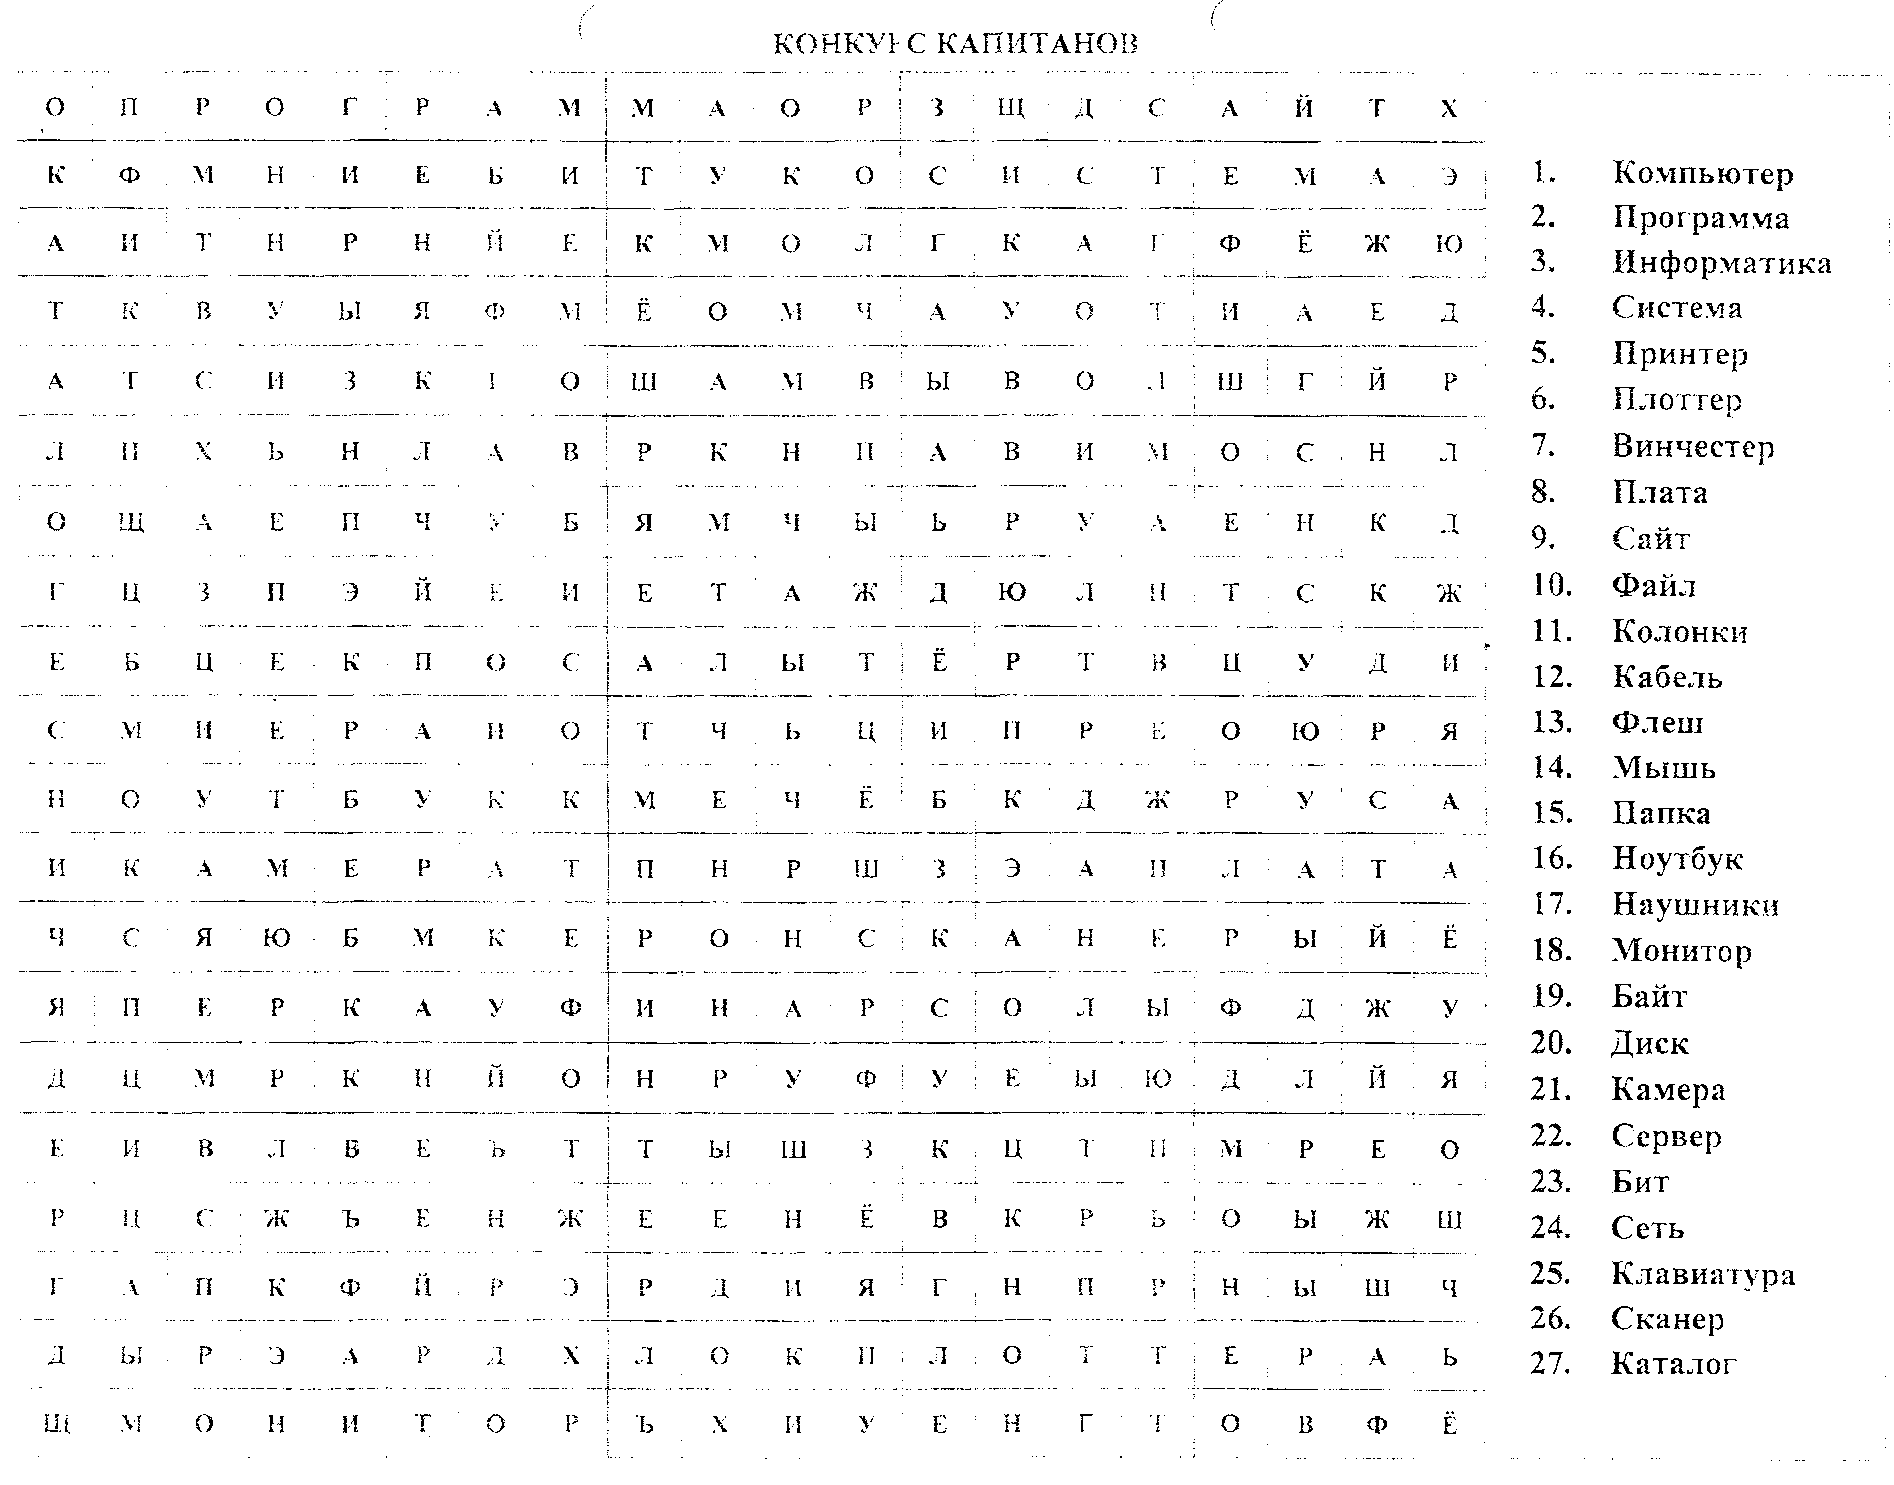 КОНКУРС КАПИТАНОВ
О П Р О Г Р А М М А О Р З Щ Д С А Й Т Х
К Ф М Н И Е Б И Т У К О С И С Т Е М А Э
А И Т Н Р Н Й Е К М О Л Г К А Г Ф Ё Ж Ю
Т К В У Ы Я Ф М Ё О М Ч А У О Т И А Е Д
А Т С И З К Г О Ш А М В Ы В О Л Ш Г Й Р
Л П Х Ь Н Л А В Р К Н П А В И М О С Н Л
О Щ А Е П Ч У Б Я М Ч Ы Ь Р У А Е Н К Д
Г Ц З П Э Й Е И Е Т А Ж Д Ю Л П Т С К Ж
Е Б Ц Е К П О С А Л Ы Т Ё Р Т В Ц У Д И
С М И Е Р А Н О Т Ч Ь Ц И П Р Е О Ю Р Я
Н О У Т Б У К К М Е Ч Ё Б К Д Ж Р У С А
И К А М Е Р А Т П Н Р Ш З Э А П Л А Т А
Ч С Я Ю Б М К Е Р О Н С К А Н Е Р Ы Й Ё
Я П Е Р К А У Ф И Н А Р С О Л Ы Ф Д Ж У
Д Ц М Р К Н Й О Н Р У Ф У Е Ы Ю Д Л Й Я
Е И В Л В Е Ь Т Т Ы Ш З К Ц Т П М Р Е О
Р Ц С Ж Ъ Е Н Ж Е Е Н Ё В К Р Ь О Ы Ж Ш
Г А П К Ф Й Р Э Р Д И Я Г Н П Р Н Ы Ш Ч
Д Ы Р Э А Р Д Х Л О К П Л О Т Т Е Р А Ь
Щ М О Н И Т О Р Ъ Х И У Е Н Г Т О В Ф Ё
1. Компьютер
2. Программа
3. Информатика
4. Система
5. Принтер
6. Плоттер
7. Винчестер
8. Плата
9. Сайт
10. Файл
11. Колонки
12. Кабель
13. Флеш
14. Мышь
15. Папка
16. Ноутбук
17. Наушники
18. Монитор
19. Байт
20. Диск
21. Камера
22. Сервер
23. Бит
24. Сеть
25. Клавиатура
26. Сканер
27. Каталог